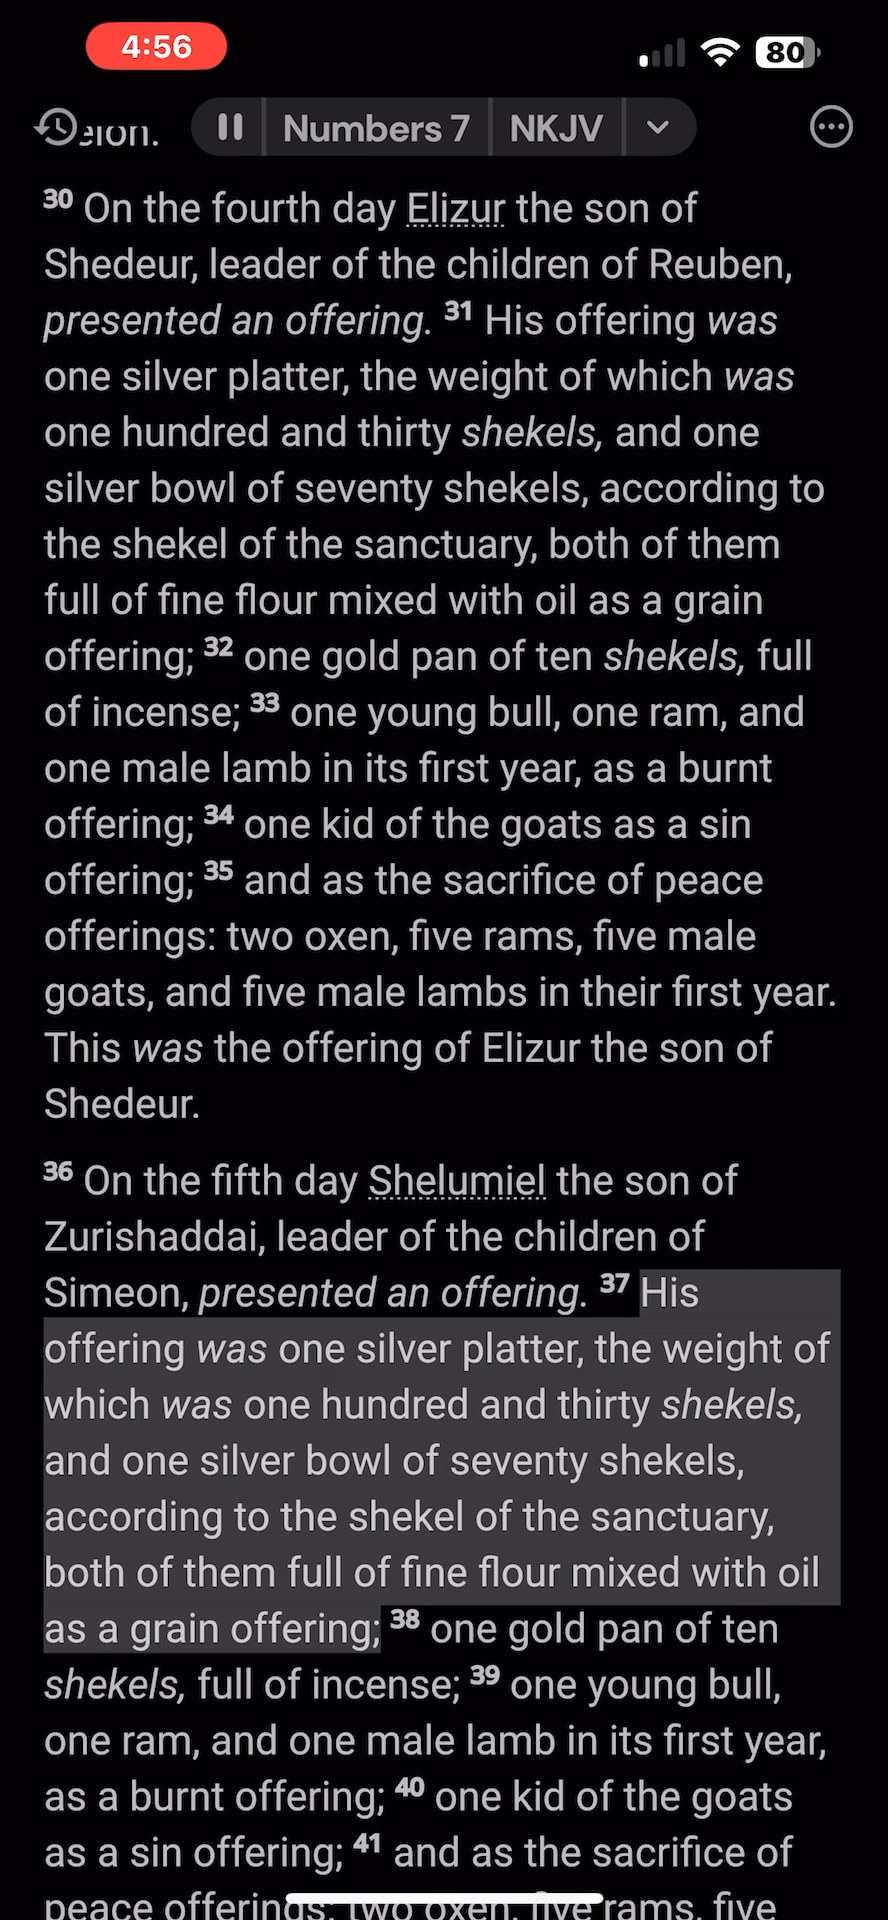 4:56
80
eion.
Numbers 7
NKJV
30 On the fourth day Elizur the son of
Shedeur, leader of the children of Reuben,
presented an offering. 31 His offering was
one silver platter, the weight of which was
one hundred and thirty shekels, and one
silver bowl of seventy shekels, according to
the shekel of the sanctuary, both of them
full of fine flour mixed with oil as a grain
offering; 32 one gold pan of ten shekels, full
of incense; 33 one young bull, one ram, and
one male lamb in its first year, as a burnt
offering; 34 one kid of the goats as a sin
offering; 35 and as the sacrifice of peace
offerings: two oxen, five rams, five male
goats, and five male lambs in their first year.
This was the offering of Elizur the son of
Shedeur.
36 On the fifth day Shelumiel the son of
Zurishaddai, leader of the children of
Simeon, presented an offering. 37 His
offering was one silver platter, the weight of
which was one hundred and thirty shekels,
and one silver bowl of seventy shekels,
according to the shekel of the sanctuary,
both of them full of fine flour mixed with oil
as a grain offering; 38 one gold pan of ten
shekels, full of incense; 39 one young bull,
one ram, and one male lamb in its first year,
as a burnt offering; 40 one kid of the goats
as a sin offering; 41 and as the sacrifice of
peace offerings: two oxen, five rams, five